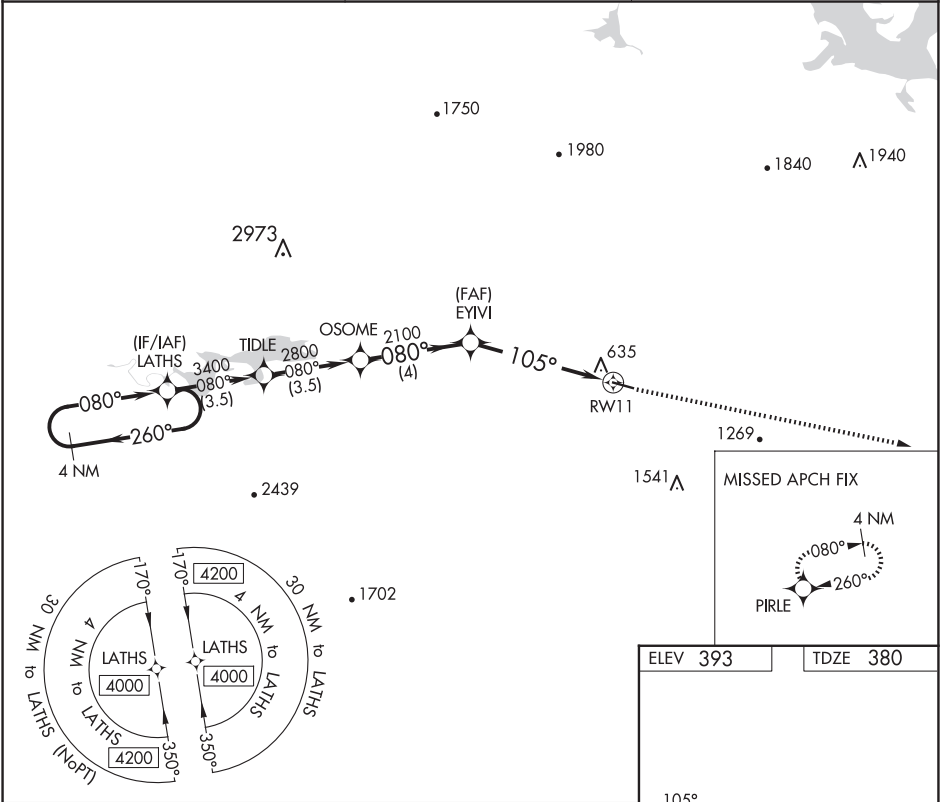 1750
1980
1840
1940
2973
(FAF)
EYIVI
OSOME
2100
080°
(4)
TIDLE
2800
080°
(3.5)
(IF/IAF)
LATHS
3400
080°
(3.5)
105°
635
RW11
080°
260°
4 NM
1269
1541
2439
MISSED APCH FIX
4 NM
080°
260°
PIRLE
1702
170°
170°
4200
30 NM to LATHS (NoPT)
4 NM to LATHS
LATHS
4000
4200
350°
30 NM to LATHS
4 NM to LATHS
LATHS
4000
350°
ELEV 393
TDZE 380
105°